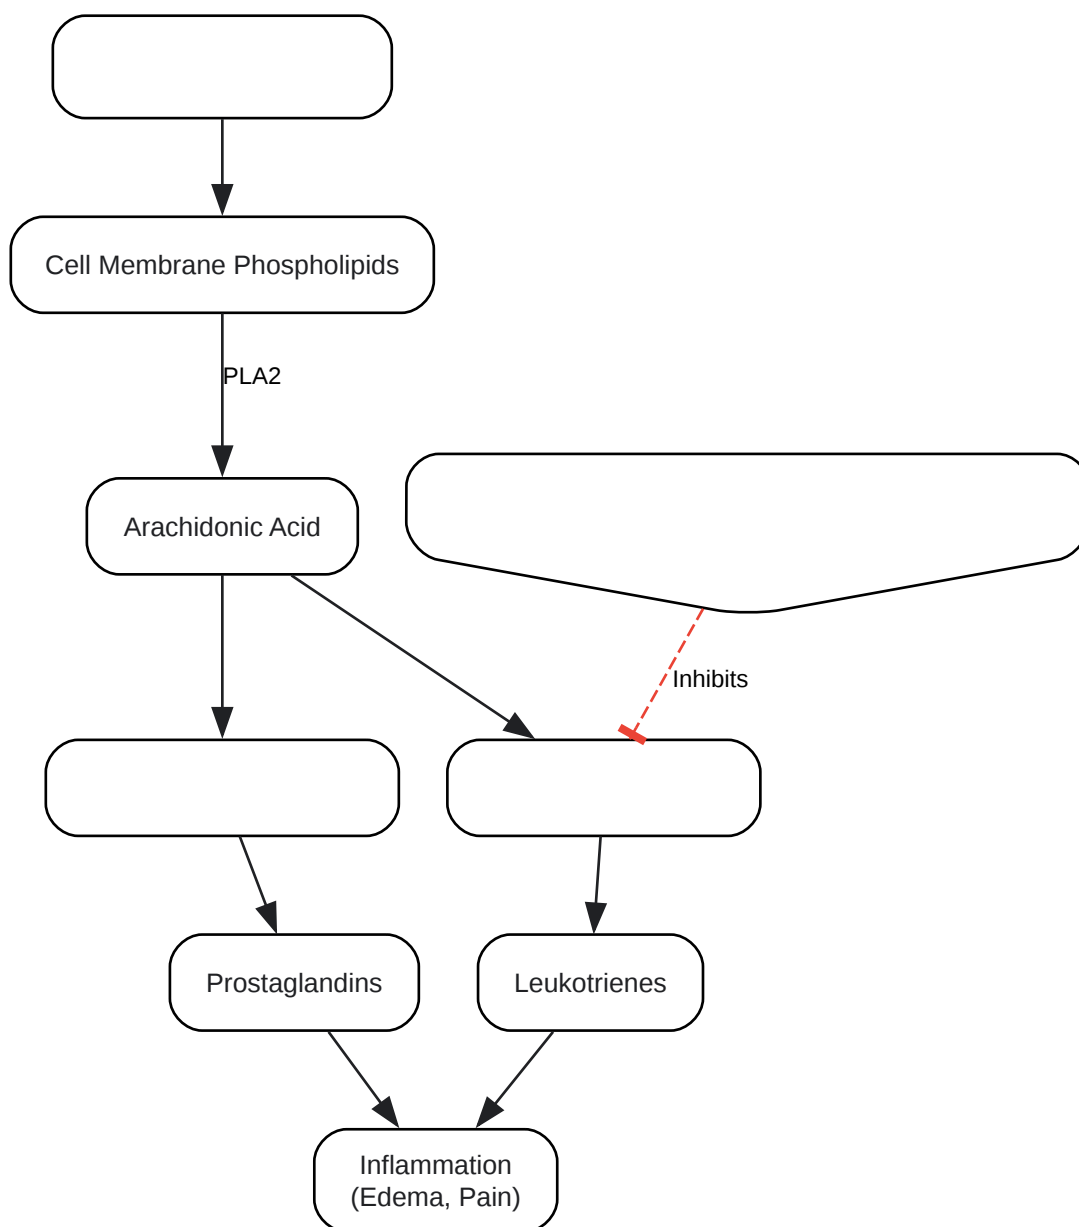 Cell Membrane Phospholipids
PLA2
Arachidonic Acid
Inhibits
Prostaglandins
Leukotrienes
Inflammation
(Edema, Pain)